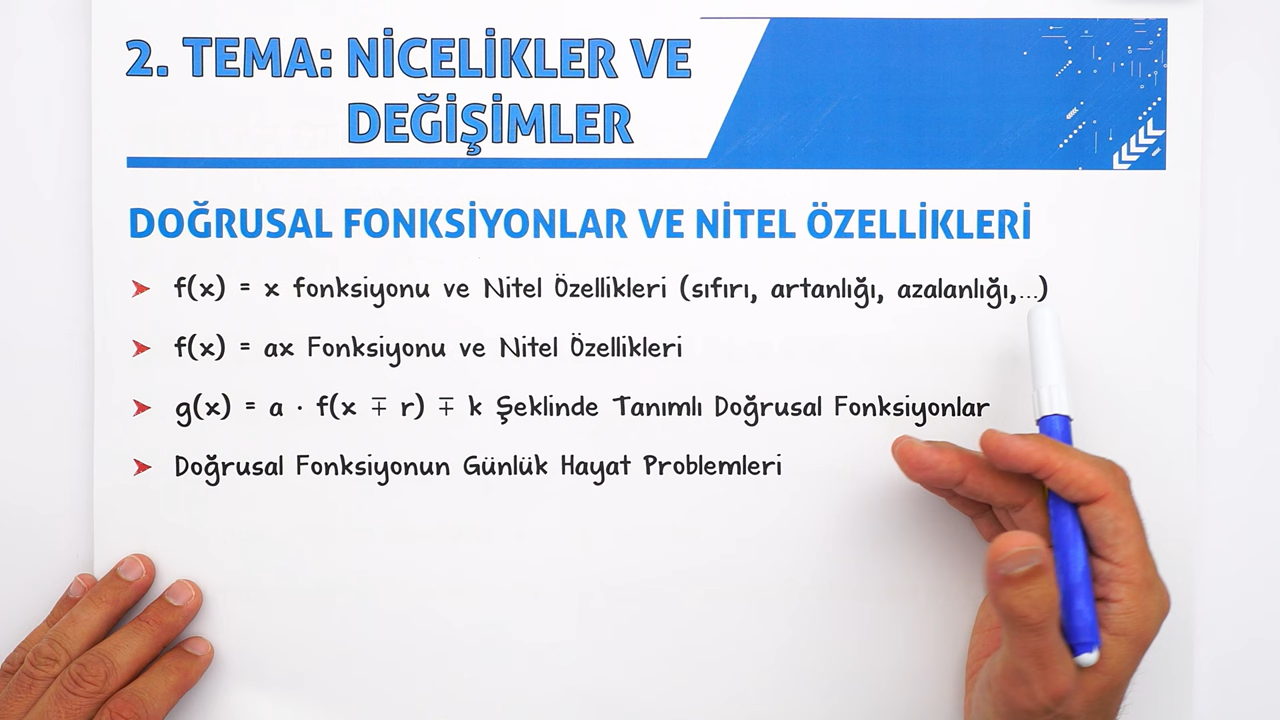 2. TEMA: NİCELİKLER VE
DEĞİŞİMLER
DOĞRUSAL FONKSİYONLAR VE NİTEL ÖZELLİKLERİ
➤ f(x) = x fonksiyonu ve Nitel Özellikleri (sıfırı, artanlığı, azalanlığı,...)
➤ f(x) = ax Fonksiyonu ve Nitel Özellikleri
➤ g(x) = a · f(x ∓ r) ∓ k Şeklinde Tanımlı Doğrusal Fonksiyonlar
➤ Doğrusal Fonksiyonun Günlük Hayat Problemleri